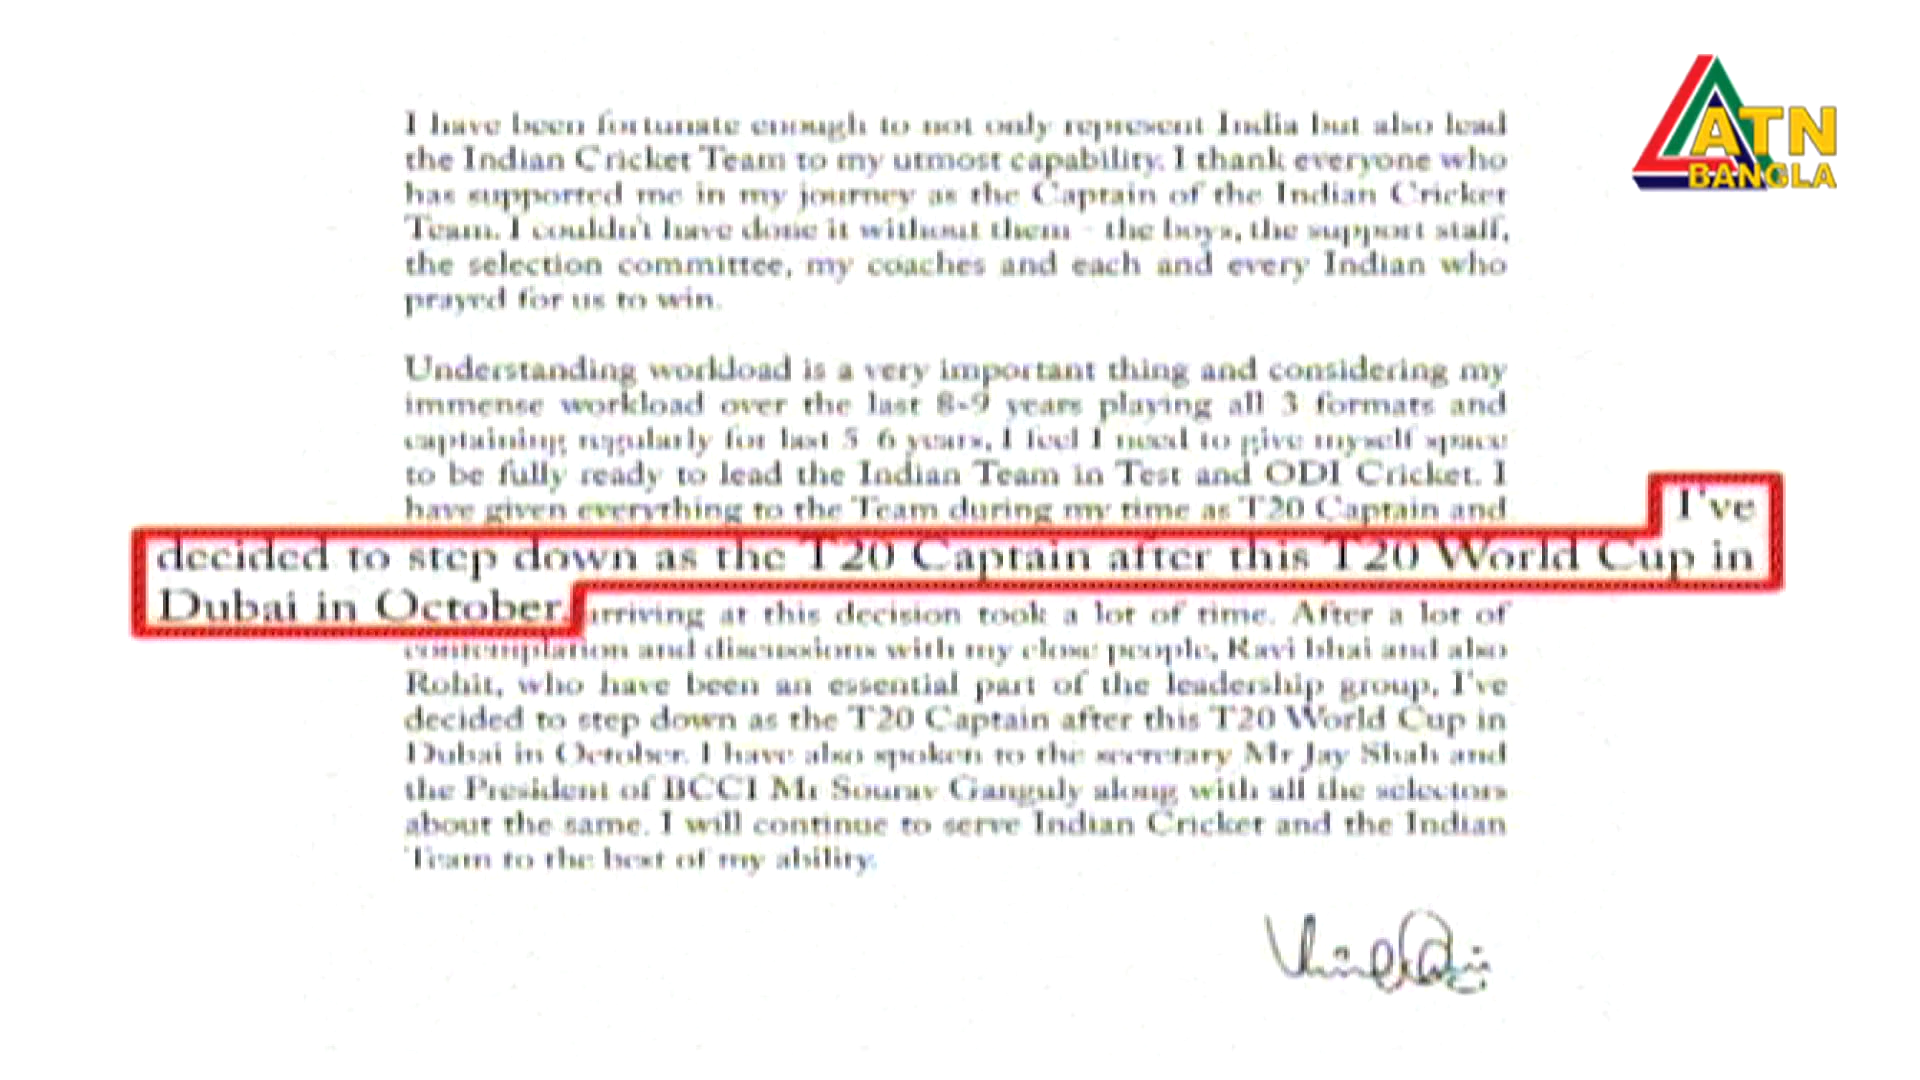 ATN
BANGLA
I have been fortunate enough to not only represent India but also lead
the Indian Cricket Team to my utmost capability. I thank everyone who
has supported me in my journey as the Captain of the Indian Cricket
Team. I couldn't have done it without them - the boys, the support staff,
the selection committee, my coaches and each and every Indian who
prayed for us to win.
Understanding workload is a very important thing and considering my
immense workload over the last 8-9 years playing all 3 formats and
captaining regularly for last 5-6 years, I feel I need to give myself space
to be fully ready to lead the Indian Team in Test and ODI Cricket. I
have given everything to the Team during my time as T20 Captain and
I've
decided to step down as the T20 Captain after this T20 World Cup in
Dubai in October.
arriving at this decision took a lot of time. After a lot of
contemplation and discussions with my close people, Ravi bhai and also
Rohit, who have been an essential part of the leadership group, I've
decided to step down as the T20 Captain after this T20 World Cup in
Dubai in October. I have also spoken to the secretary Mr Jay Shah and
the President of BCCI Mr Sourav Ganguly along with all the selectors
about the same. I will continue to serve Indian Cricket and the Indian
Team to the best of my ability.